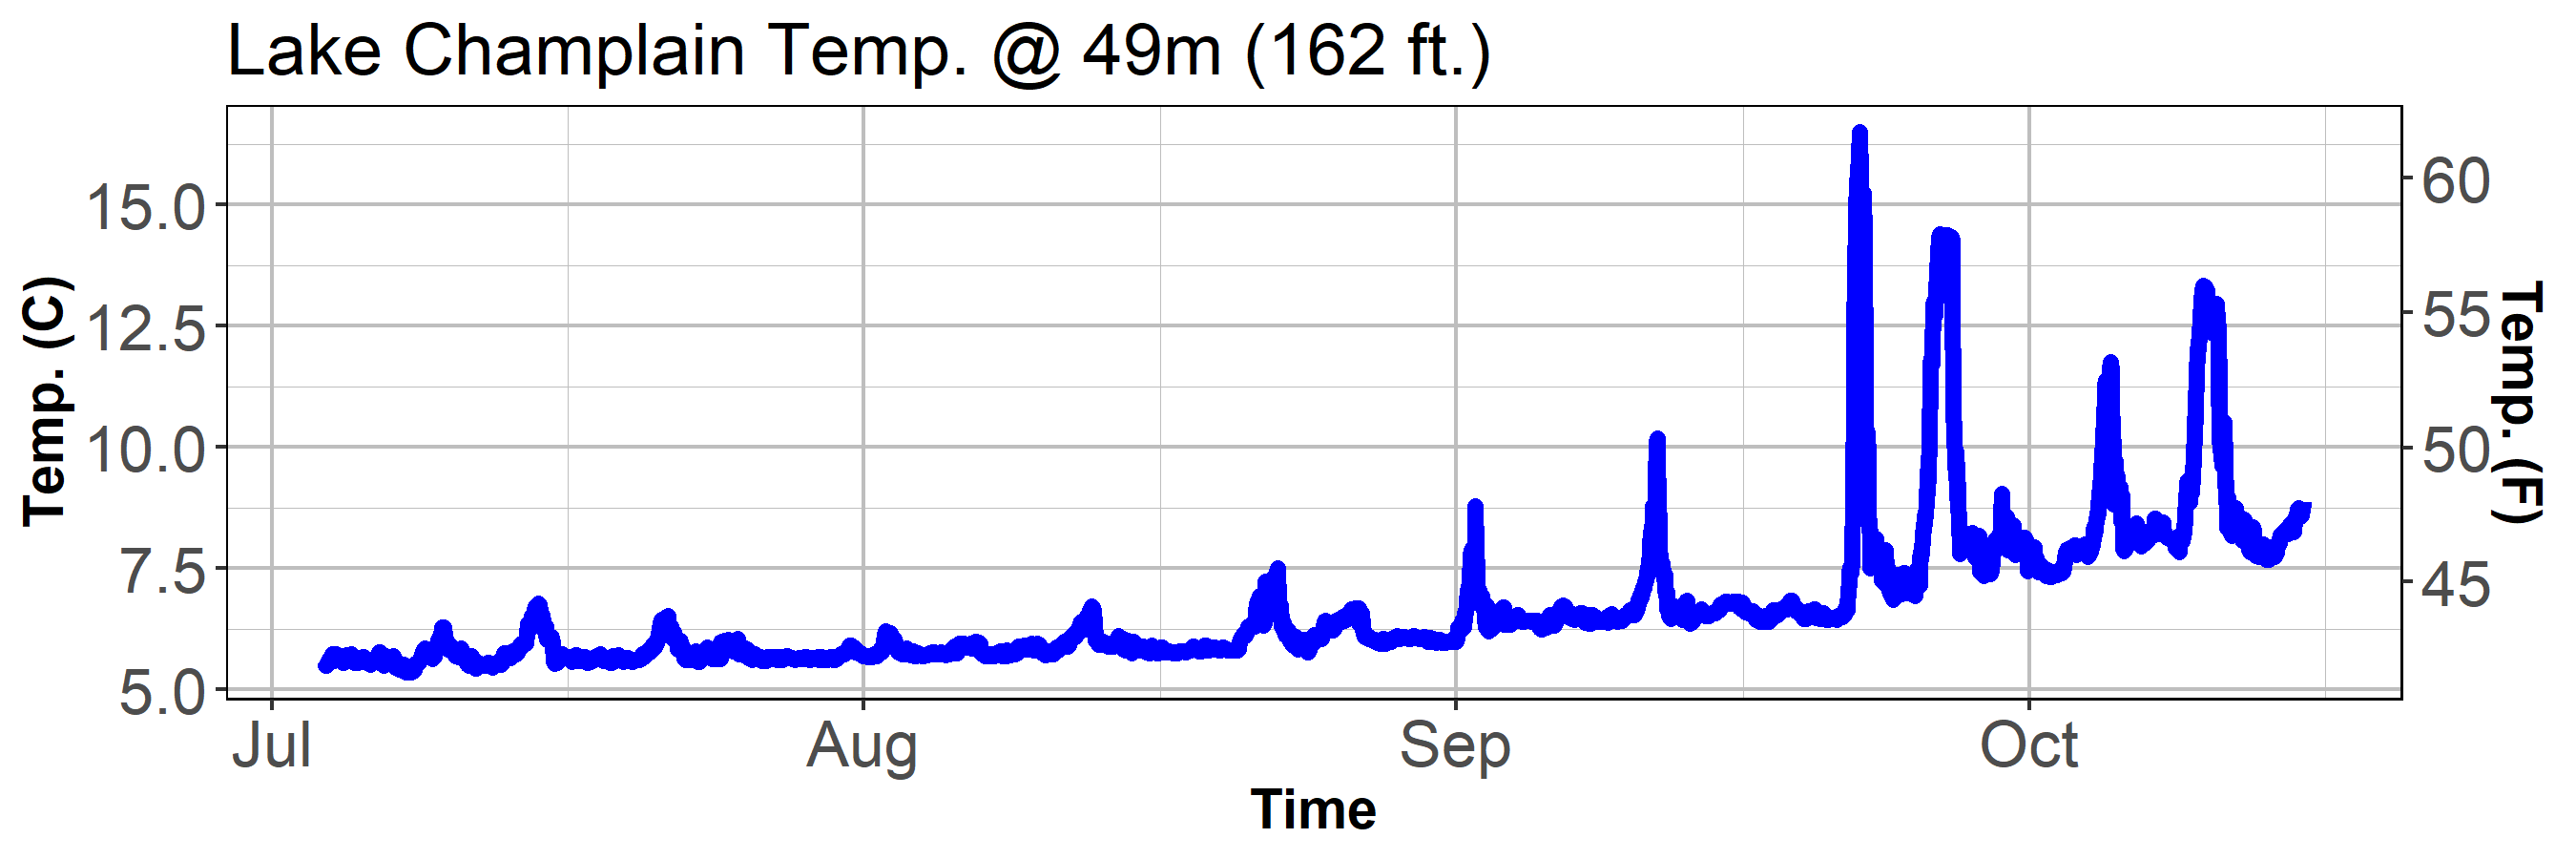 Lake Champlain Temp. @ 49m (162 ft.)
Temp. (C)
15.0
12.5
10.0
7.5
5.0
60
55
50
45
Temp. (F)
Jul Aug Sep Oct
Time